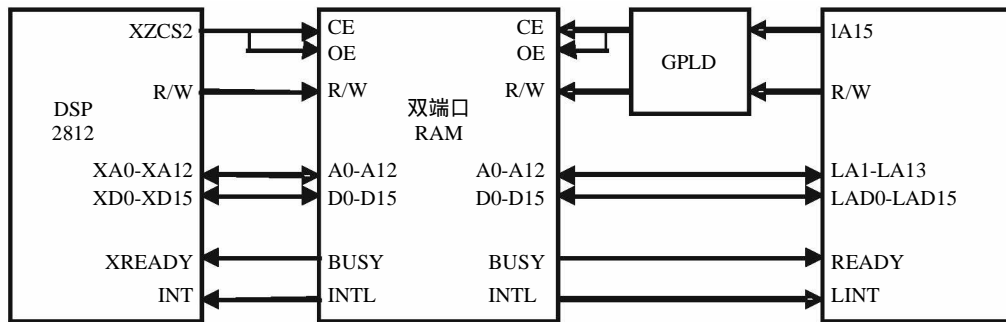 XZCS2
R/W
DSP
2812
XA0-XA12
XD0-XD15
XREADY
INT
CE
OE
R/W
双端口
RAM
A0-A12
D0-D15
BUSY
INTL
CE
OE
R/W
A0-A12
D0-D15
BUSY
INTL
GPLD
lA15
R/W
LA1-LA13
LAD0-LAD15
READY
LINT